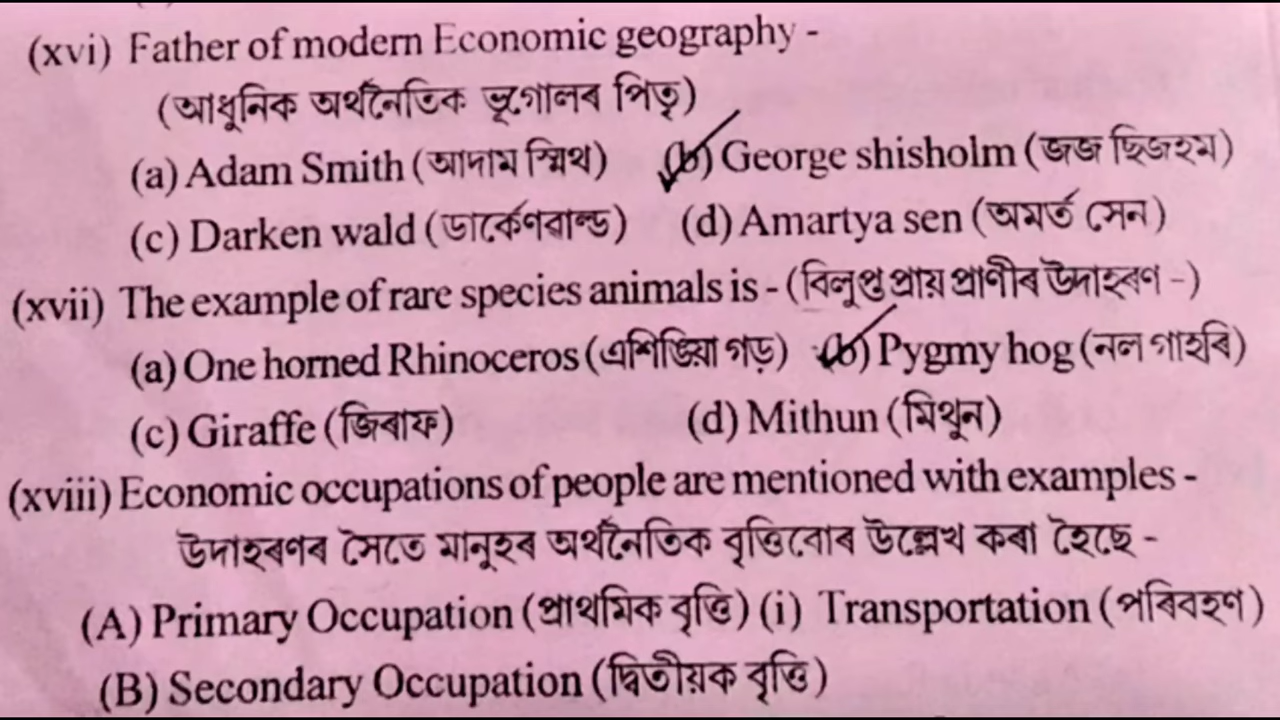 (xvi) Father of modern Economic geography -
(আধুনিক অৰ্থনৈতিক ভূগোলৰ পিতৃ)
(a) Adam Smith (আদাম স্মিথ) (b) George shisholm (জজ ছিজহম)
(c) Darken wald (ডাৰ্কেণৱাল্ড) (d) Amartya sen (অমৰ্ত সেন)
(xvii) The example of rare species animals is - (বিলুপ্ত প্ৰায় প্ৰাণীৰ উদাহৰণ -)
(a) One horned Rhinoceros (এশিঙিয়া গড়) (b) Pygmy hog (নল গাহৰি)
(c) Giraffe (জিৰাফ) (d) Mithun (মিথুন)
(xviii) Economic occupations of people are mentioned with examples -
উদাহৰণৰ সৈতে মানুহৰ অৰ্থনৈতিক বৃত্তিবোৰ উল্লেখ কৰা হৈছে -
(A) Primary Occupation (প্ৰাথমিক বৃত্তি) (i) Transportation (পৰিবহণ)
(B) Secondary Occupation (দ্বিতীয়ক বৃত্তি)